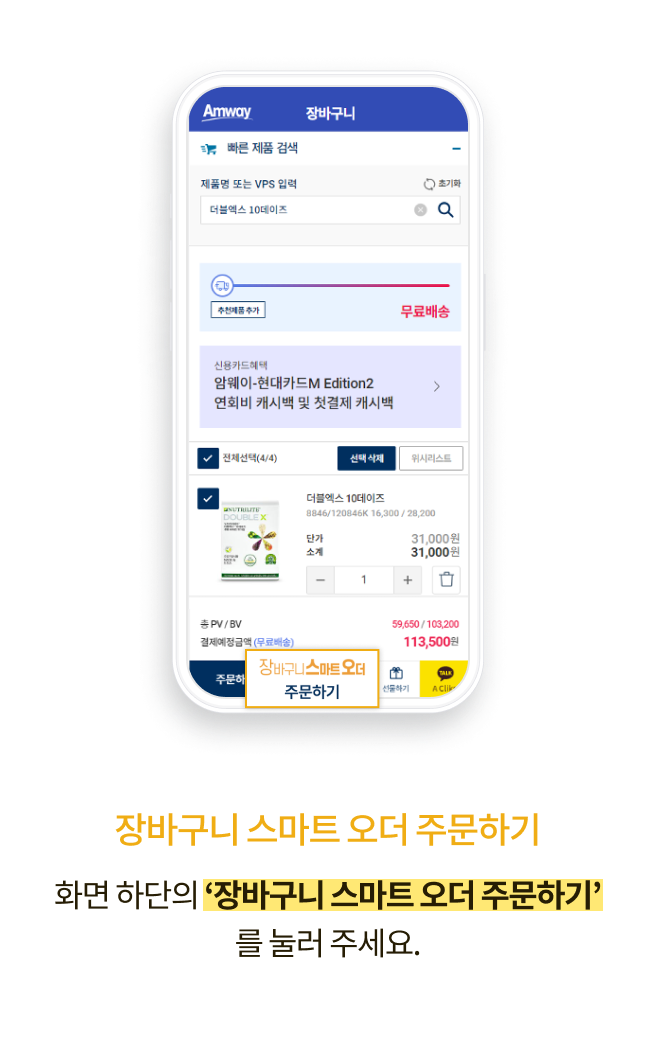 Amway
장바구니
빠른 제품 검색
제품명 또는 VPS 입력
초기화
더블엑스 10데이즈
추천제품 추가
무료배송
신용카드혜택
암웨이-현대카드M Edition2
연회비 캐시백 및 첫결제 캐시백
전체선택(4/4)
선택 삭제
위시리스트
NUTRILITE
DOUBLE X
더블엑스 10데이즈
8846/120846K 16,300 / 28,200
단가 31,000원
소계 31,000원
1
총 PV / BV 59,650 / 103,200
결제예정금액 (무료배송) 113,500원
주문하
장바구니스마트오더
주문하기
선물하기
TALK
A Clik
장바구니 스마트 오더 주문하기
화면 하단의 ‘장바구니 스마트 오더 주문하기’
를 눌러 주세요.